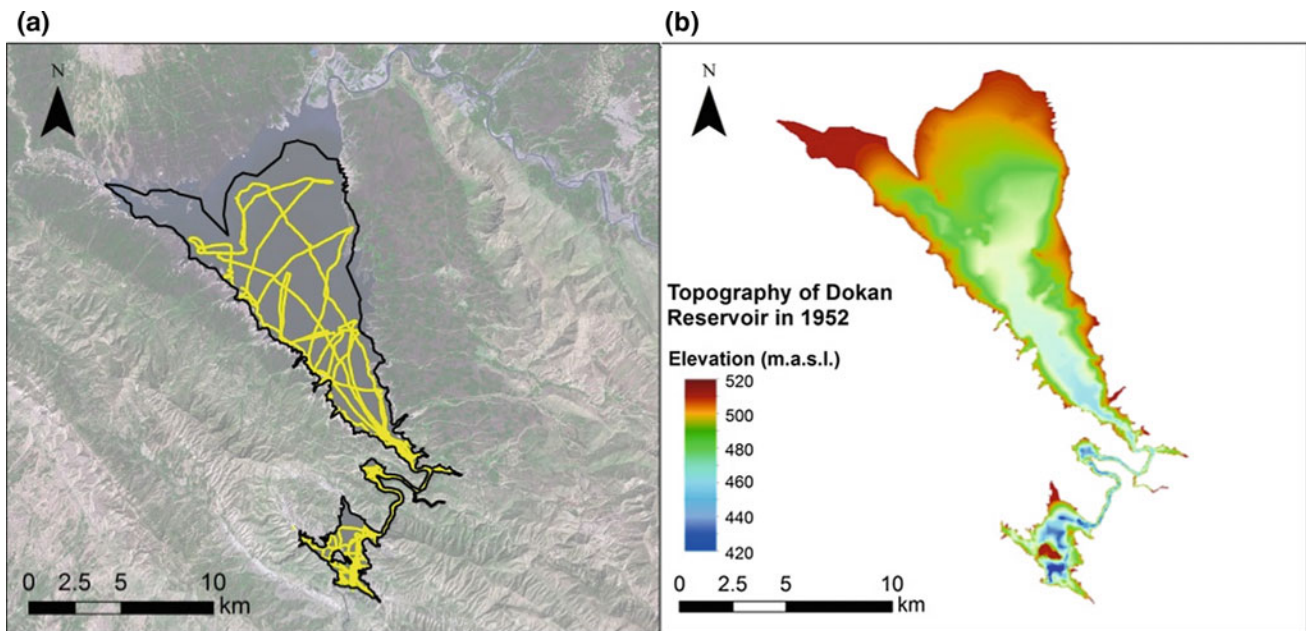 (a)
(b)
N
N
Topography of Dokan
Reservoir in 1952
Elevation (m.a.s.l.)
520
500
480
460
440
420
0 2.5 5 10
km
0 2.5 5 10
km